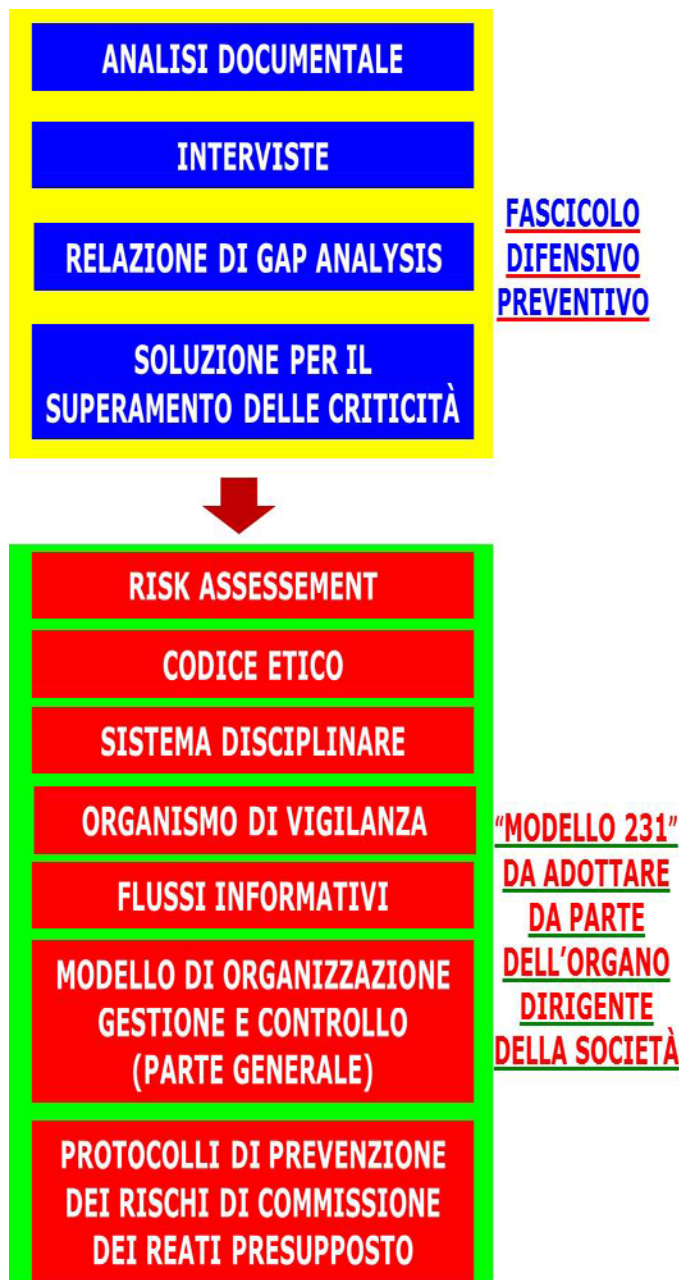 ANALISI DOCUMENTALE
INTERVISTE
RELAZIONE DI GAP ANALYSIS
SOLUZIONE PER IL
SUPERAMENTO DELLE CRITICITÀ
FASCICOLO
DIFENSIVO
PREVENTIVO
RISK ASSESSEMENT
CODICE ETICO
SISTEMA DISCIPLINARE
ORGANISMO DI VIGILANZA
FLUSSI INFORMATIVI
MODELLO DI ORGANIZZAZIONE
GESTIONE E CONTROLLO
(PARTE GENERALE)
PROTOCOLLI DI PREVENZIONE
DEI RISCHI DI COMMISSIONE
DEI REATI PRESUPPOSTO
“MODELLO 231”
DA ADOTTARE
DA PARTE
DELL’ORGANO
DIRIGENTE
DELLA SOCIETÀ